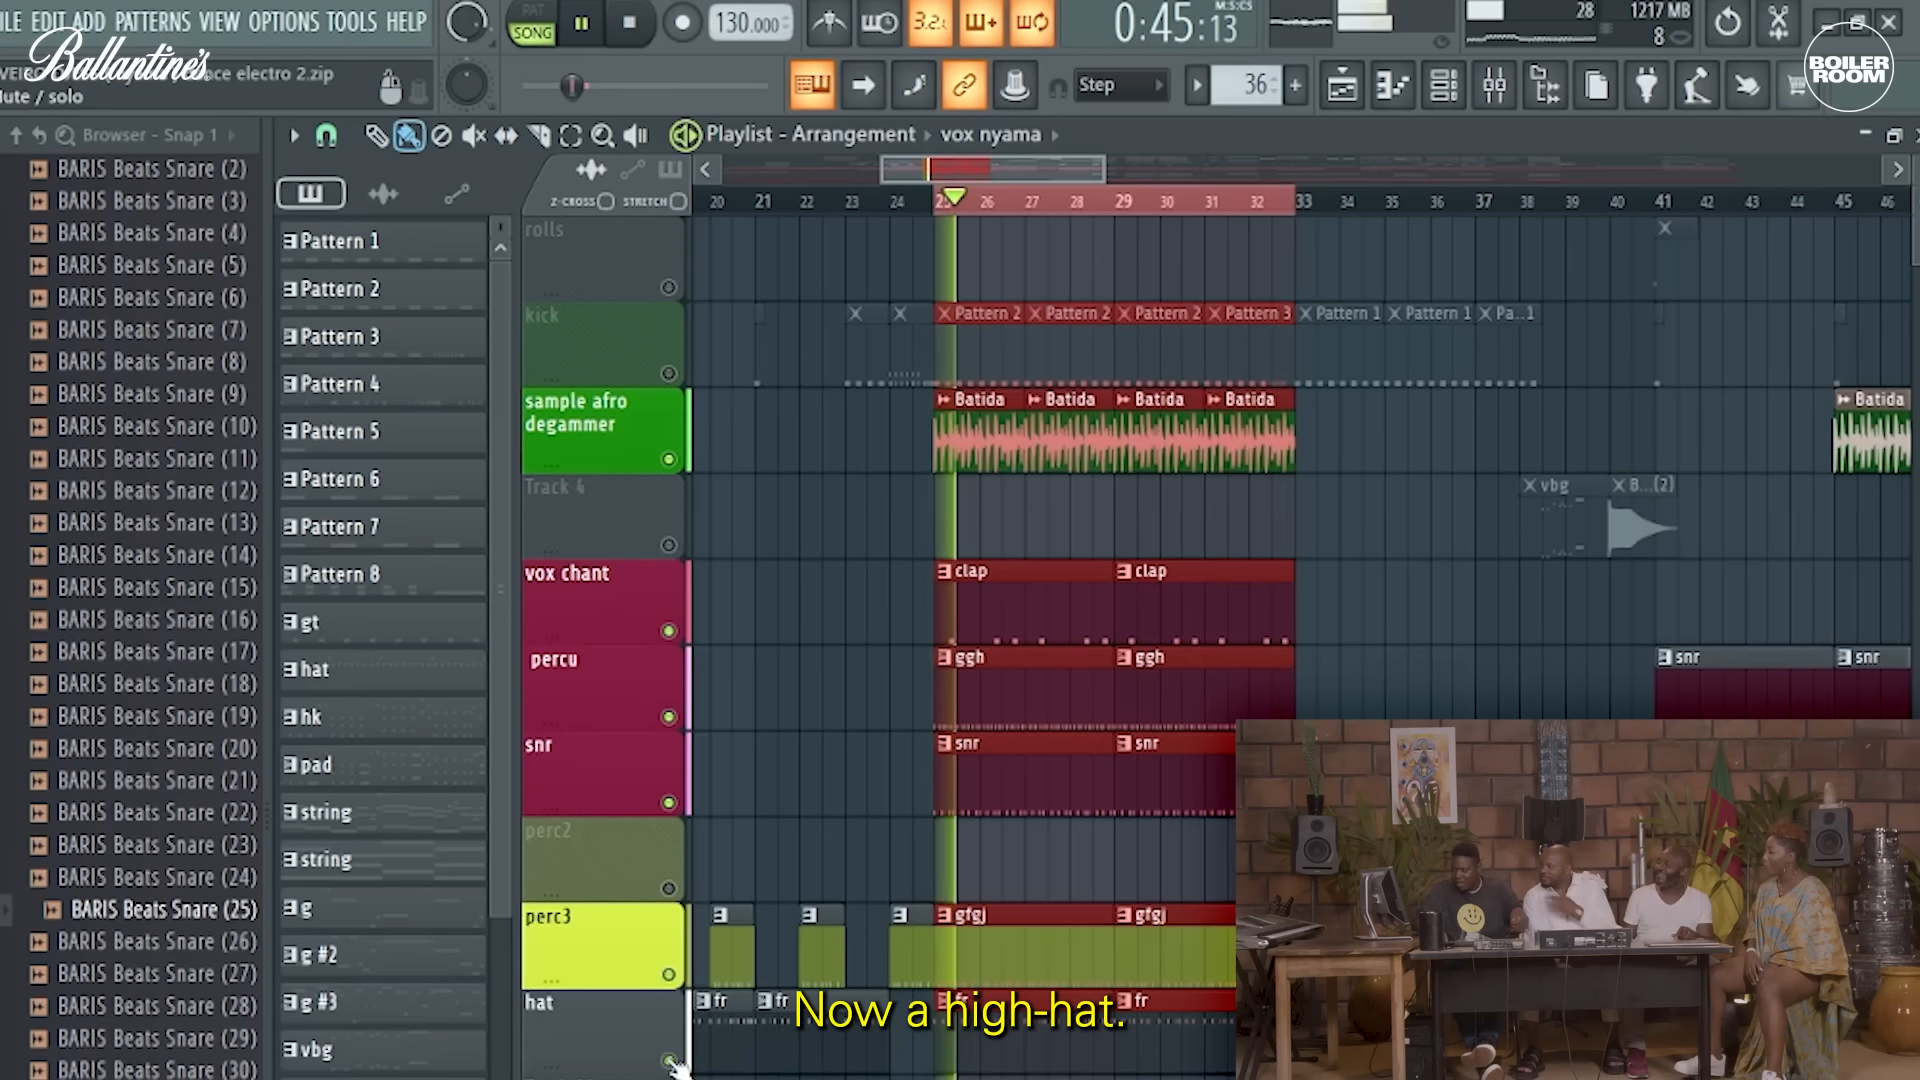 ILE EDIT ADD PATTERNS VIEW OPTIONS TOOLS HELP
PAT
SONG
130.000
3.2.
0:45:13
M:S:CS
28
1217 MB
8
Ballantine's
BOILER
ROOM
ce electro 2.zip
lute / solo
Step
36
Browser - Snap 1
Playlist - Arrangement
vox nyama
Z-CROSS
STRETCH
20 21 22 23 24 25 26 27 28 29 30 31 32 33 34 35 36 37 38 39 40 41 42 43 44 45 46
BARIS Beats Snare (2)
BARIS Beats Snare (3)
BARIS Beats Snare (4)
BARIS Beats Snare (5)
BARIS Beats Snare (6)
BARIS Beats Snare (7)
BARIS Beats Snare (8)
BARIS Beats Snare (9)
BARIS Beats Snare (10)
BARIS Beats Snare (11)
BARIS Beats Snare (12)
BARIS Beats Snare (13)
BARIS Beats Snare (14)
BARIS Beats Snare (15)
BARIS Beats Snare (16)
BARIS Beats Snare (17)
BARIS Beats Snare (18)
BARIS Beats Snare (19)
BARIS Beats Snare (20)
BARIS Beats Snare (21)
BARIS Beats Snare (22)
BARIS Beats Snare (23)
BARIS Beats Snare (24)
BARIS Beats Snare (25)
BARIS Beats Snare (26)
BARIS Beats Snare (27)
BARIS Beats Snare (28)
BARIS Beats Snare (29)
BARIS Beats Snare (30)
Pattern 1
Pattern 2
Pattern 3
Pattern 4
Pattern 5
Pattern 6
Pattern 7
Pattern 8
gt
hat
hk
pad
string
string
g
g #2
g #3
vbg
rolls
kick
Pattern 2 Pattern 2 Pattern 2 Pattern 3 Pattern 1 Pattern 1 Pa..1
sample afro
degammer
Batida Batida Batida Batida Batida
Track 4
vbg B...(2)
vox chant
clap clap
percu
ggh ggh snr snr
snr
snr snr
perc2
perc3
gfgj gfgj
hat
fr fr fr fr
Now a high-hat.